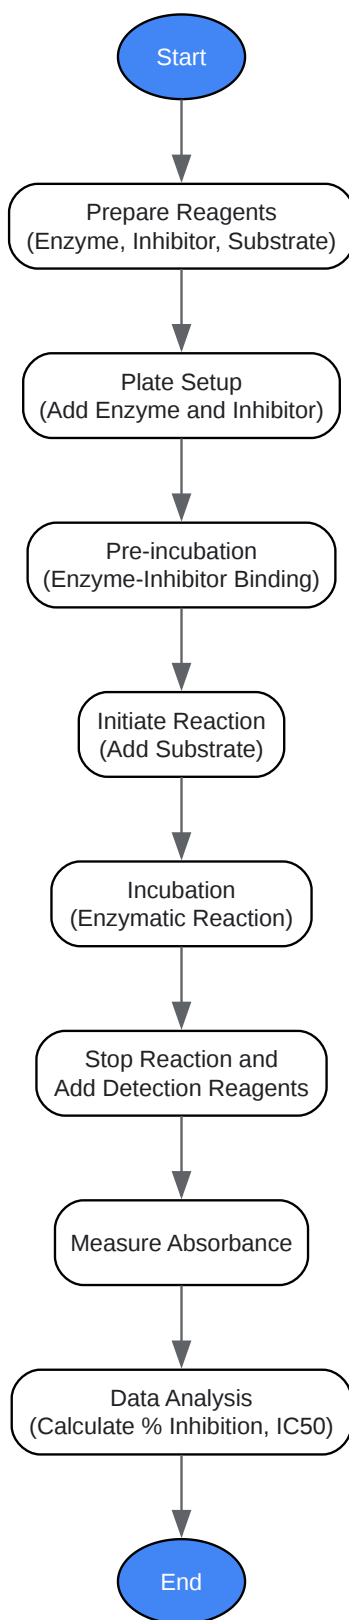 Start
Prepare Reagents
(Enzyme, Inhibitor, Substrate)
Plate Setup
(Add Enzyme and Inhibitor)
Pre-incubation
(Enzyme-Inhibitor Binding)
Initiate Reaction
(Add Substrate)
Incubation
(Enzymatic Reaction)
Stop Reaction and
Add Detection Reagents
Measure Absorbance
Data Analysis
(Calculate % Inhibition, IC50)
End